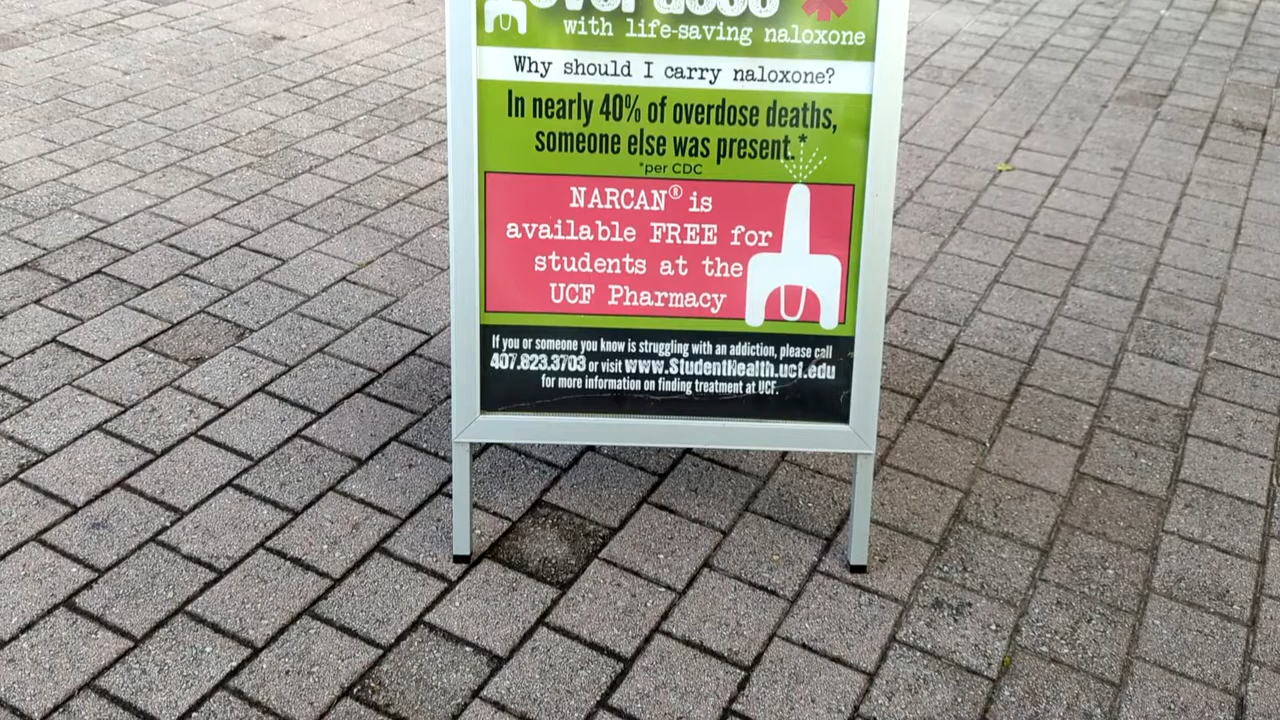 overdose
with life-saving naloxone
Why should I carry naloxone?
In nearly 40% of overdose deaths,
someone else was present.*
*per CDC
NARCAN® is
available FREE for
students at the
UCF Pharmacy
If you or someone you know is struggling with an addiction, please call
407.823.3703 or visit www.StudentHealth.ucf.edu
for more information on finding treatment at UCF.